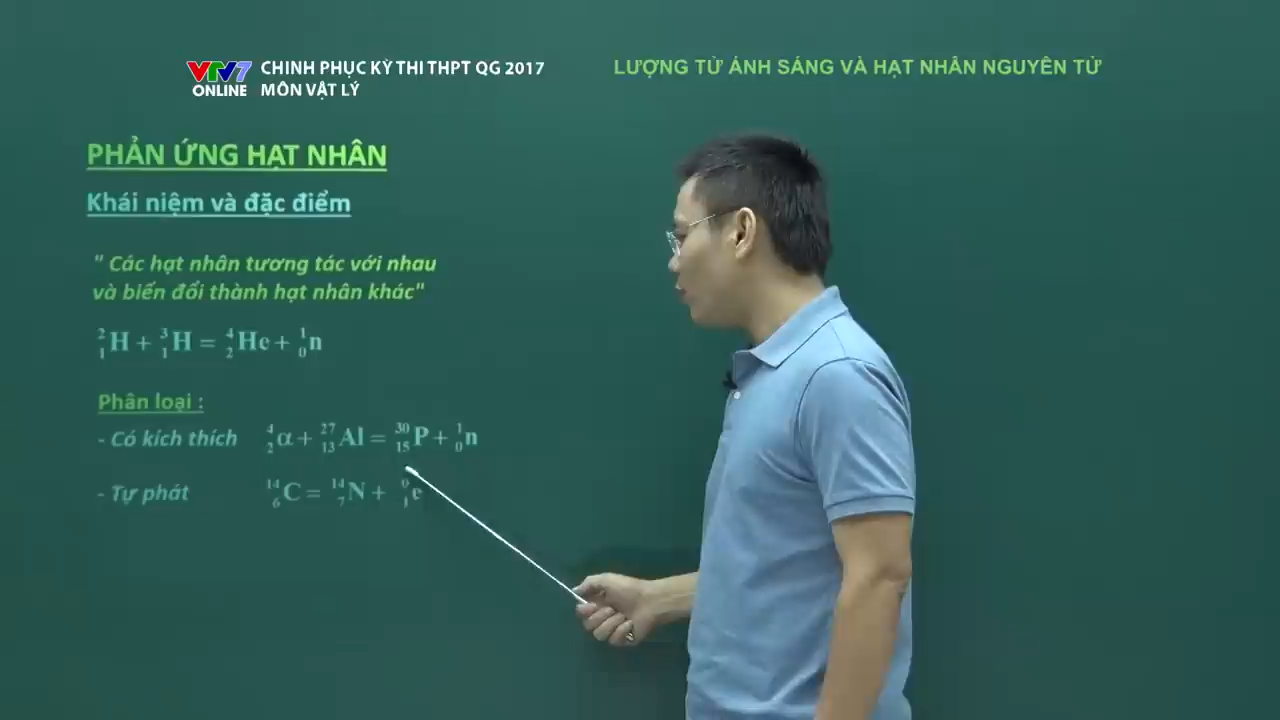 VTV7
ONLINE
CHINH PHỤC KỲ THI THPT QG 2017
MÔN VẬT LÝ
LƯỢNG TỬ ÁNH SÁNG VÀ HẠT NHÂN NGUYÊN TỬ
PHẢN ỨNG HẠT NHÂN
Khái niệm và đặc điểm
" Các hạt nhân tương tác với nhau
và biến đổi thành hạt nhân khác"
²₁H + ³₁H = ⁴₂He + ¹₀n
Phân loại :
- Có kích thích ⁴₂α + ²⁷₁₃Al = ³⁰₁₅P + ¹₀n
- Tự phát ¹⁴₆C = ¹⁴₇N + ⁰₁e